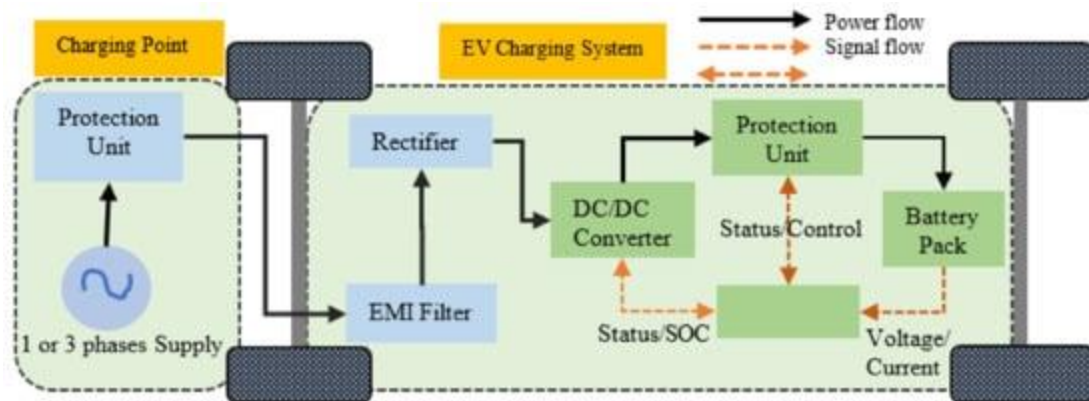 Charging Point
EV Charging System
Power flow
Signal flow
Protection
Unit
1 or 3 phases Supply
Rectifier
EMI Filter
DC/DC
Converter
Protection
Unit
Status/Control
Battery
Pack
Status/SOC
Voltage/
Current